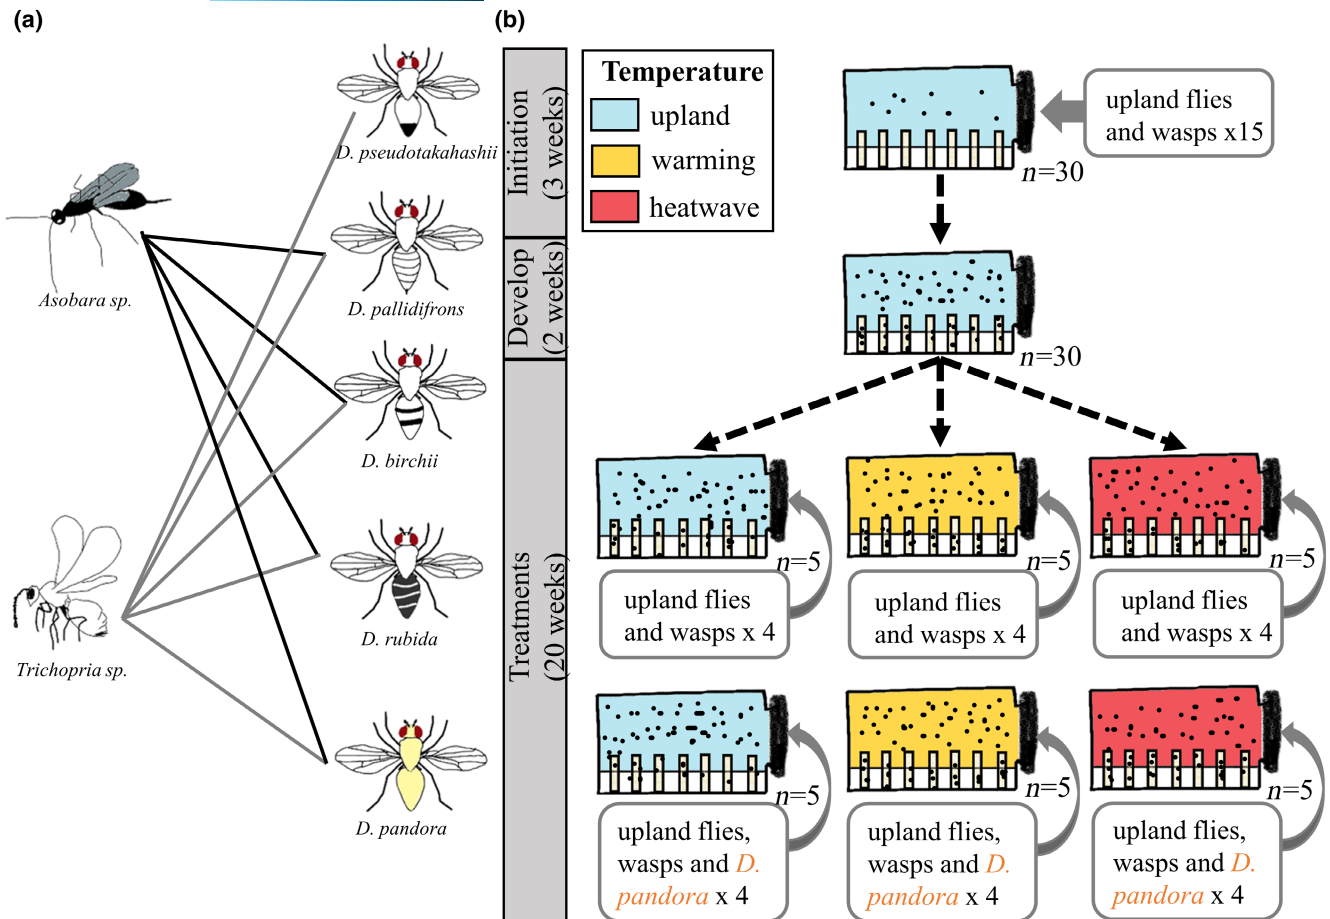 (a)
D. pseudotakahashii
D. pallidifrons
Asobara sp.
D. birchii
D. rubida
Trichopria sp.
D. pandora
(b)
Initiation
(3 weeks)
Develop
(2 weeks)
Treatments
(20 weeks)
Temperature
upland
warming
heatwave
upland flies
and wasps x15
n=30
n=30
n=5
upland flies
and wasps x 4
n=5
upland flies
and wasps x 4
n=5
upland flies
and wasps x 4
n=5
upland flies,
wasps and D.
pandora x 4
n=5
upland flies,
wasps and D.
pandora x 4
n=5
upland flies,
wasps and D.
pandora x 4